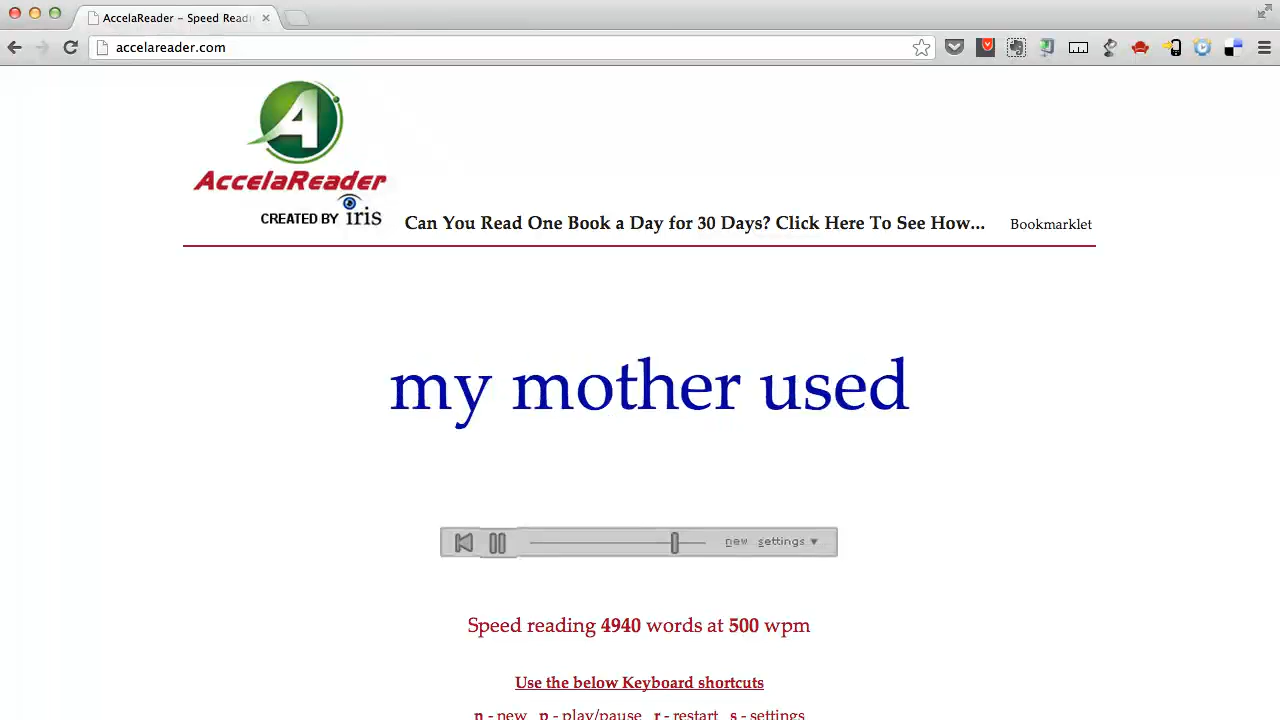 AccelaReader – Speed Readi
accelareader.com
A
AccelaReader
CREATED BY iris
Can You Read One Book a Day for 30 Days? Click Here To See How...
Bookmarklet
my mother used
new settings ▼
Speed reading 4940 words at 500 wpm
Use the below Keyboard shortcuts
n - new p - play/pause r - restart s - settings